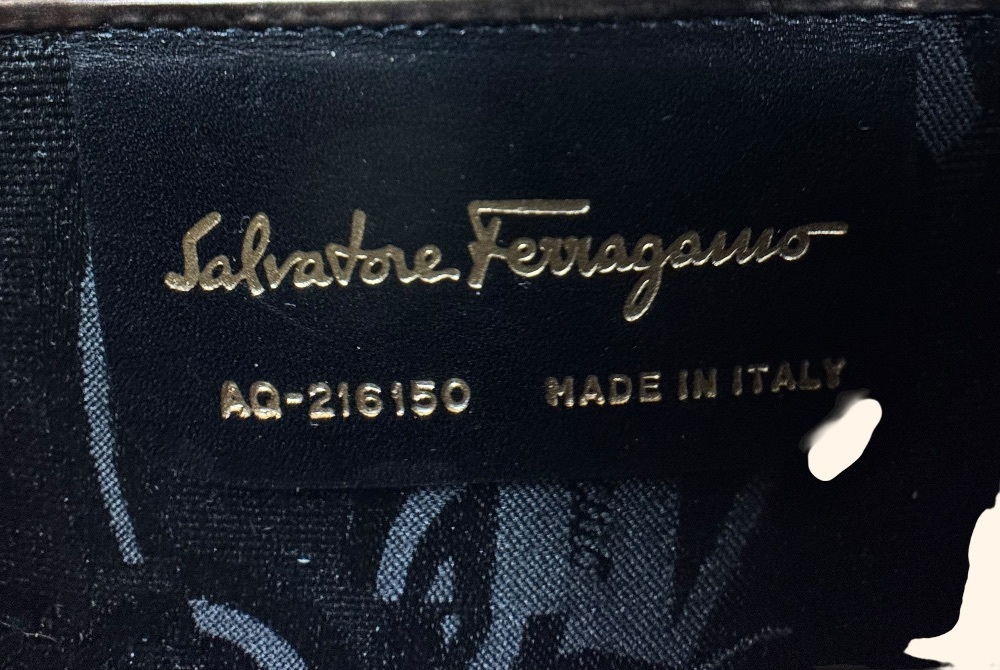 Salvatore Ferragamo
AQ-216150 MADE IN ITALY